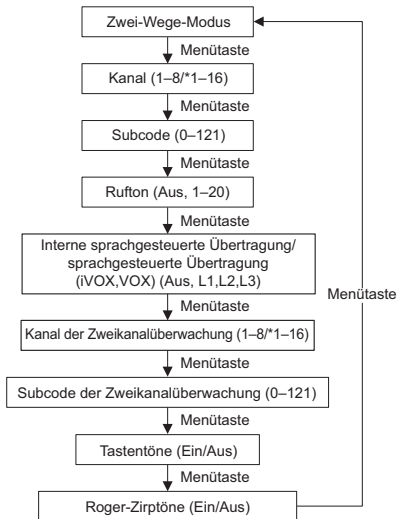 Zwei-Wege-Modus
Menütaste
Kanal (1–8/*1–16)
Menütaste
Subcode (0–121)
Menütaste
Rufton (Aus, 1–20)
Menütaste
Interne sprachgesteuerte Übertragung/
sprachgesteuerte Übertragung
(iVOX,VOX) (Aus, L1,L2,L3)
Menütaste
Menütaste
Kanal der Zweikanalüberwachung (1–8/*1–16)
Menütaste
Subcode der Zweikanalüberwachung (0–121)
Menütaste
Tastentöne (Ein/Aus)
Menütaste
Roger-Zirptöne (Ein/Aus)